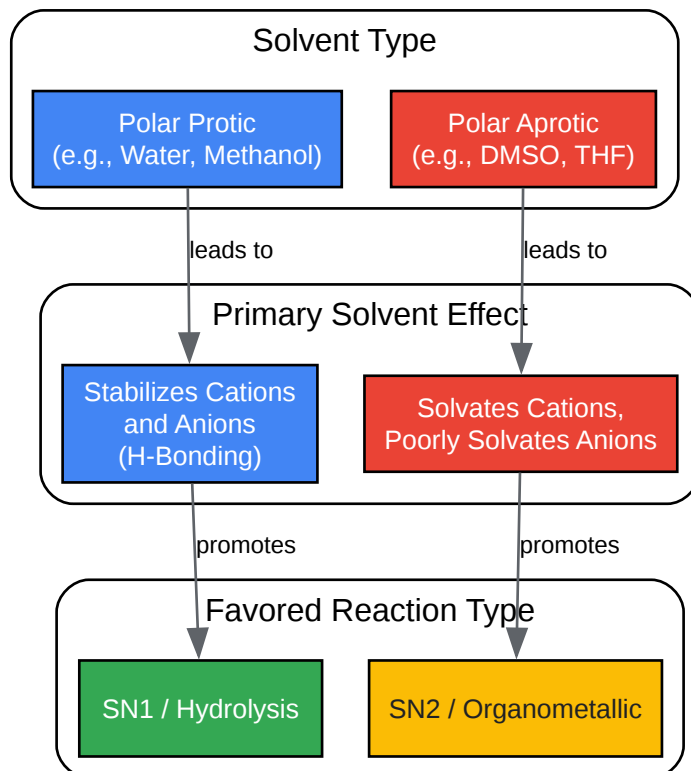 Solvent Type
Polar Protic
(e.g., Water, Methanol)
Polar Aprotic
(e.g., DMSO, THF)
leads to
leads to
Primary Solvent Effect
Stabilizes Cations
and Anions
(H-Bonding)
Solvates Cations,
Poorly Solvates Anions
promotes
promotes
Favored Reaction Type
SN1 / Hydrolysis
SN2 / Organometallic